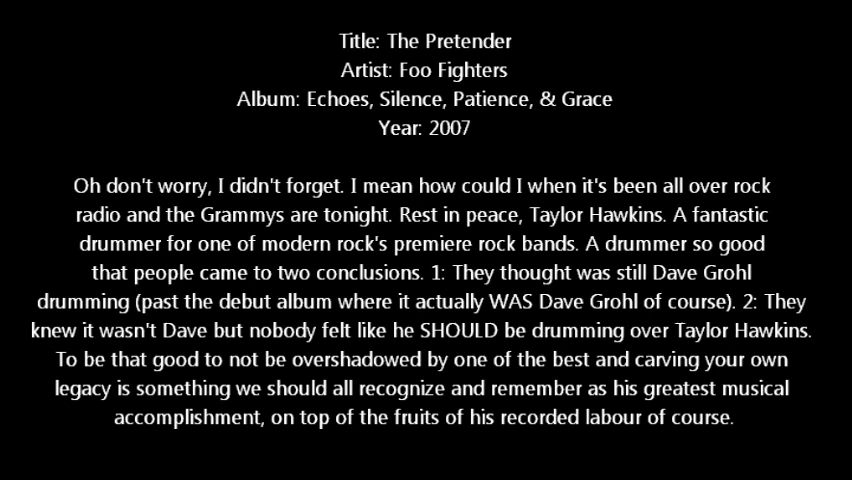 Title: The Pretender
Artist: Foo Fighters
Album: Echoes, Silence, Patience, & Grace
Year: 2007
Oh don't worry, I didn't forget. I mean how could I when it's been all over rock
radio and the Grammys are tonight. Rest in peace, Taylor Hawkins. A fantastic
drummer for one of modern rock's premiere rock bands. A drummer so good
that people came to two conclusions. 1: They thought was still Dave Grohl
drumming (past the debut album where it actually WAS Dave Grohl of course). 2: They
knew it wasn't Dave but nobody felt like he SHOULD be drumming over Taylor Hawkins.
To be that good to not be overshadowed by one of the best and carving your own
legacy is something we should all recognize and remember as his greatest musical
accomplishment, on top of the fruits of his recorded labour of course.